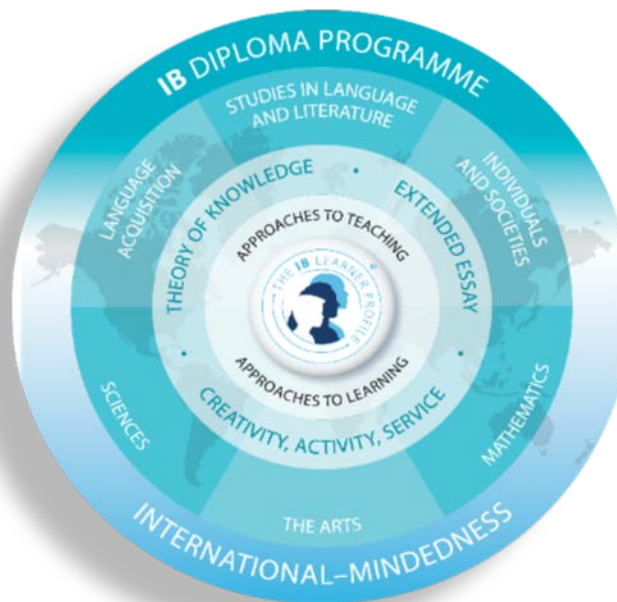 IB DIPLOMA PROGRAMME
STUDIES IN LANGUAGE
AND LITERATURE
LANGUAGE
ACQUISITION
INDIVIDUALS
AND SOCIETIES
THEORY OF KNOWLEDGE
•
EXTENDED ESSAY
APPROACHES TO TEACHING
THE IB LEARNER PROFILE
APPROACHES TO LEARNING
•
CREATIVITY, ACTIVITY, SERVICE
•
SCIENCES
MATHEMATICS
THE ARTS
INTERNATIONAL–MINDEDNESS